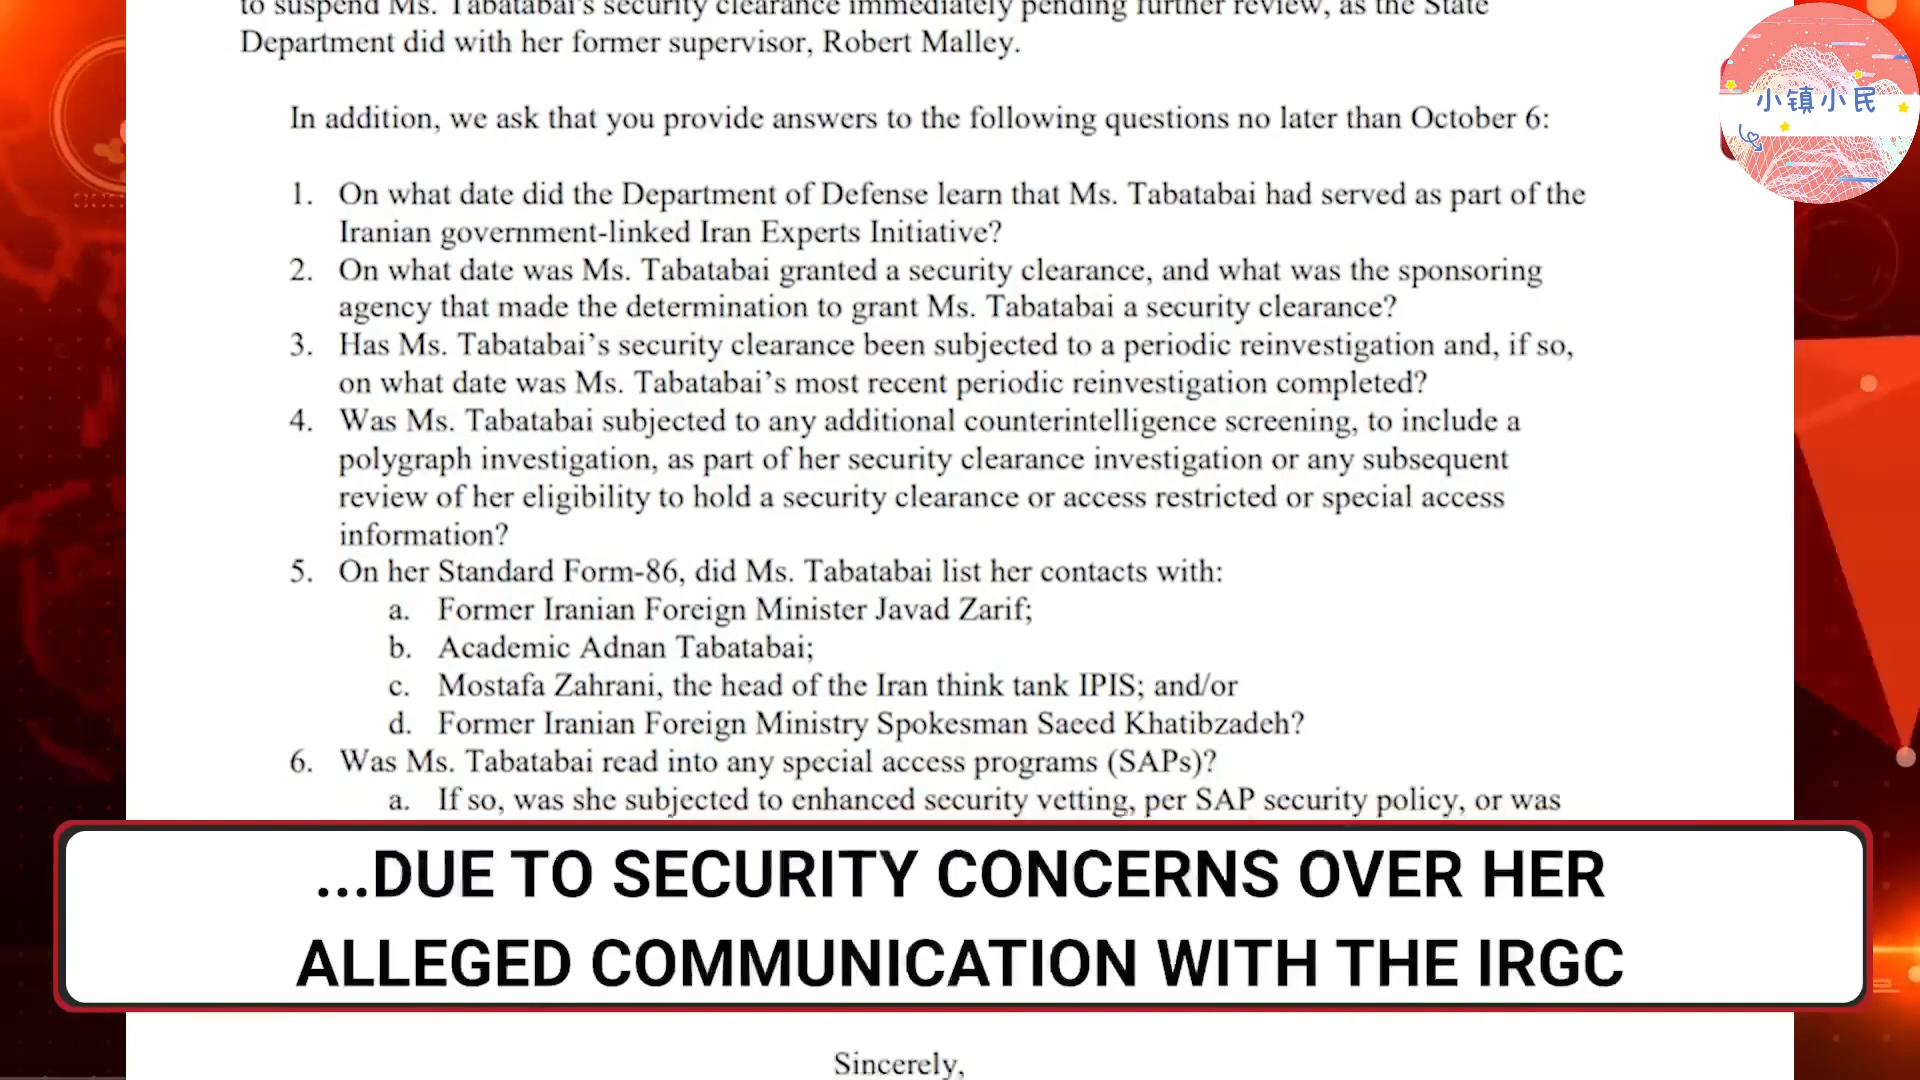 to suspend Ms. Tabatabai's security clearance immediately pending further review, as the State
Department did with her former supervisor, Robert Malley.
小镇小民
In addition, we ask that you provide answers to the following questions no later than October 6:
1. On what date did the Department of Defense learn that Ms. Tabatabai had served as part of the
Iranian government-linked Iran Experts Initiative?
2. On what date was Ms. Tabatabai granted a security clearance, and what was the sponsoring
agency that made the determination to grant Ms. Tabatabai a security clearance?
3. Has Ms. Tabatabai’s security clearance been subjected to a periodic reinvestigation and, if so,
on what date was Ms. Tabatabai’s most recent periodic reinvestigation completed?
4. Was Ms. Tabatabai subjected to any additional counterintelligence screening, to include a
polygraph investigation, as part of her security clearance investigation or any subsequent
review of her eligibility to hold a security clearance or access restricted or special access
information?
5. On her Standard Form-86, did Ms. Tabatabai list her contacts with:
a. Former Iranian Foreign Minister Javad Zarif;
b. Academic Adnan Tabatabai;
c. Mostafa Zahrani, the head of the Iran think tank IPIS; and/or
d. Former Iranian Foreign Ministry Spokesman Saeed Khatibzadeh?
6. Was Ms. Tabatabai read into any special access programs (SAPs)?
a. If so, was she subjected to enhanced security vetting, per SAP security policy, or was
...DUE TO SECURITY CONCERNS OVER HER
ALLEGED COMMUNICATION WITH THE IRGC
Sincerely,